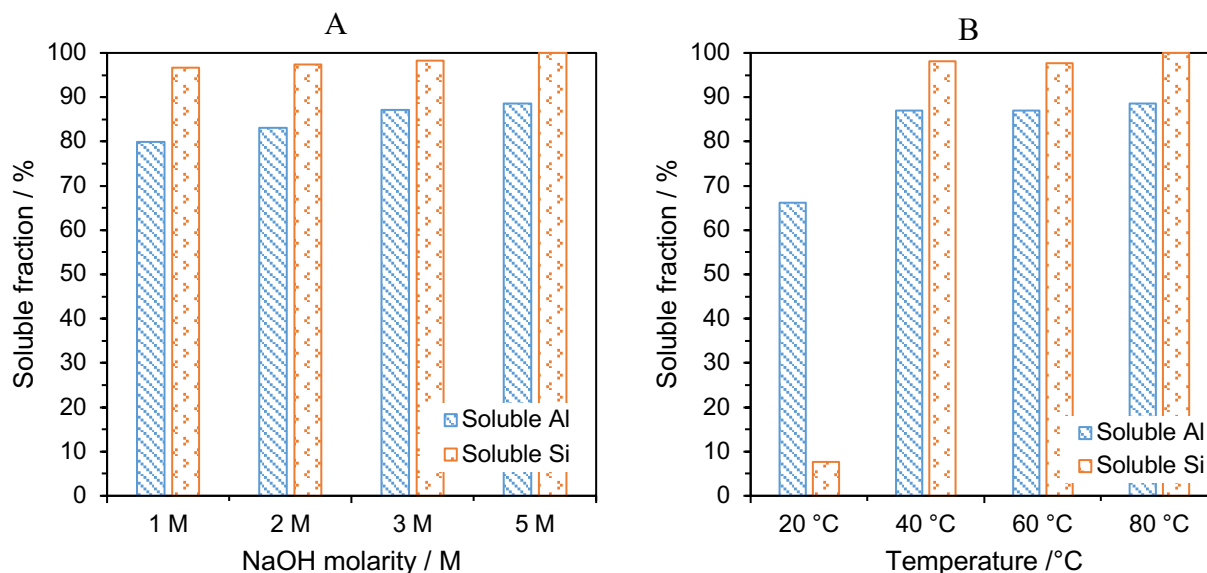 A
Soluble fraction / %
100
90
80
70
60
50
40
30
20
10
0
Soluble Al
Soluble Si
1 M 2 M 3 M 5 M
NaOH molarity / M
B
Soluble fraction / %
100
90
80
70
60
50
40
30
20
10
0
Soluble Al
Soluble Si
20 °C 40 °C 60 °C 80 °C
Temperature /°C